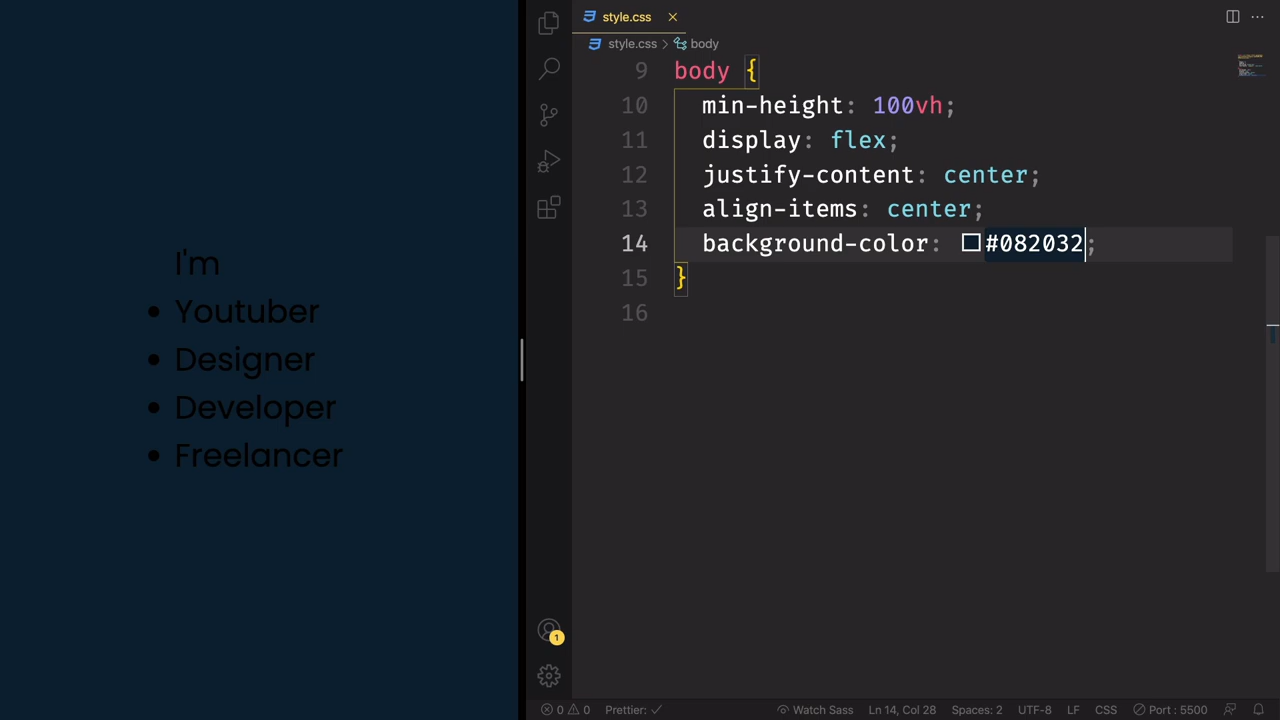 I'm
Youtuber
Designer
Developer
Freelancer
style.css
style.css > body
9 body {
10 min-height: 100vh;
11 display: flex;
12 justify-content: center;
13 align-items: center;
14 background-color: #082032;
15 }
16
1
0 0 Prettier: ✓ Watch Sass Ln 14, Col 28 Spaces: 2 UTF-8 LF CSS Port : 5500